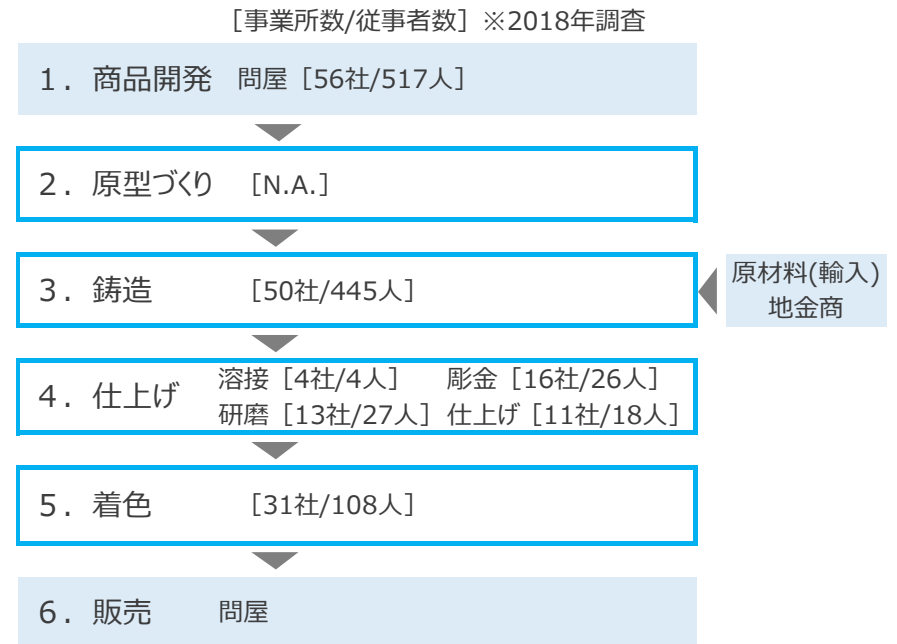 ［事業所数/従事者数］※2018年調査
１．商品開発　問屋［56社/517人］
２．原型づくり　［N.A.］
３．鋳造　［50社/445人］
原材料(輸入)
地金商
４．仕上げ　溶接［4社/4人］　彫金［16社/26人］
研磨［13社/27人］仕上げ［11社/18人］
５．着色　［31社/108人］
６．販売　問屋